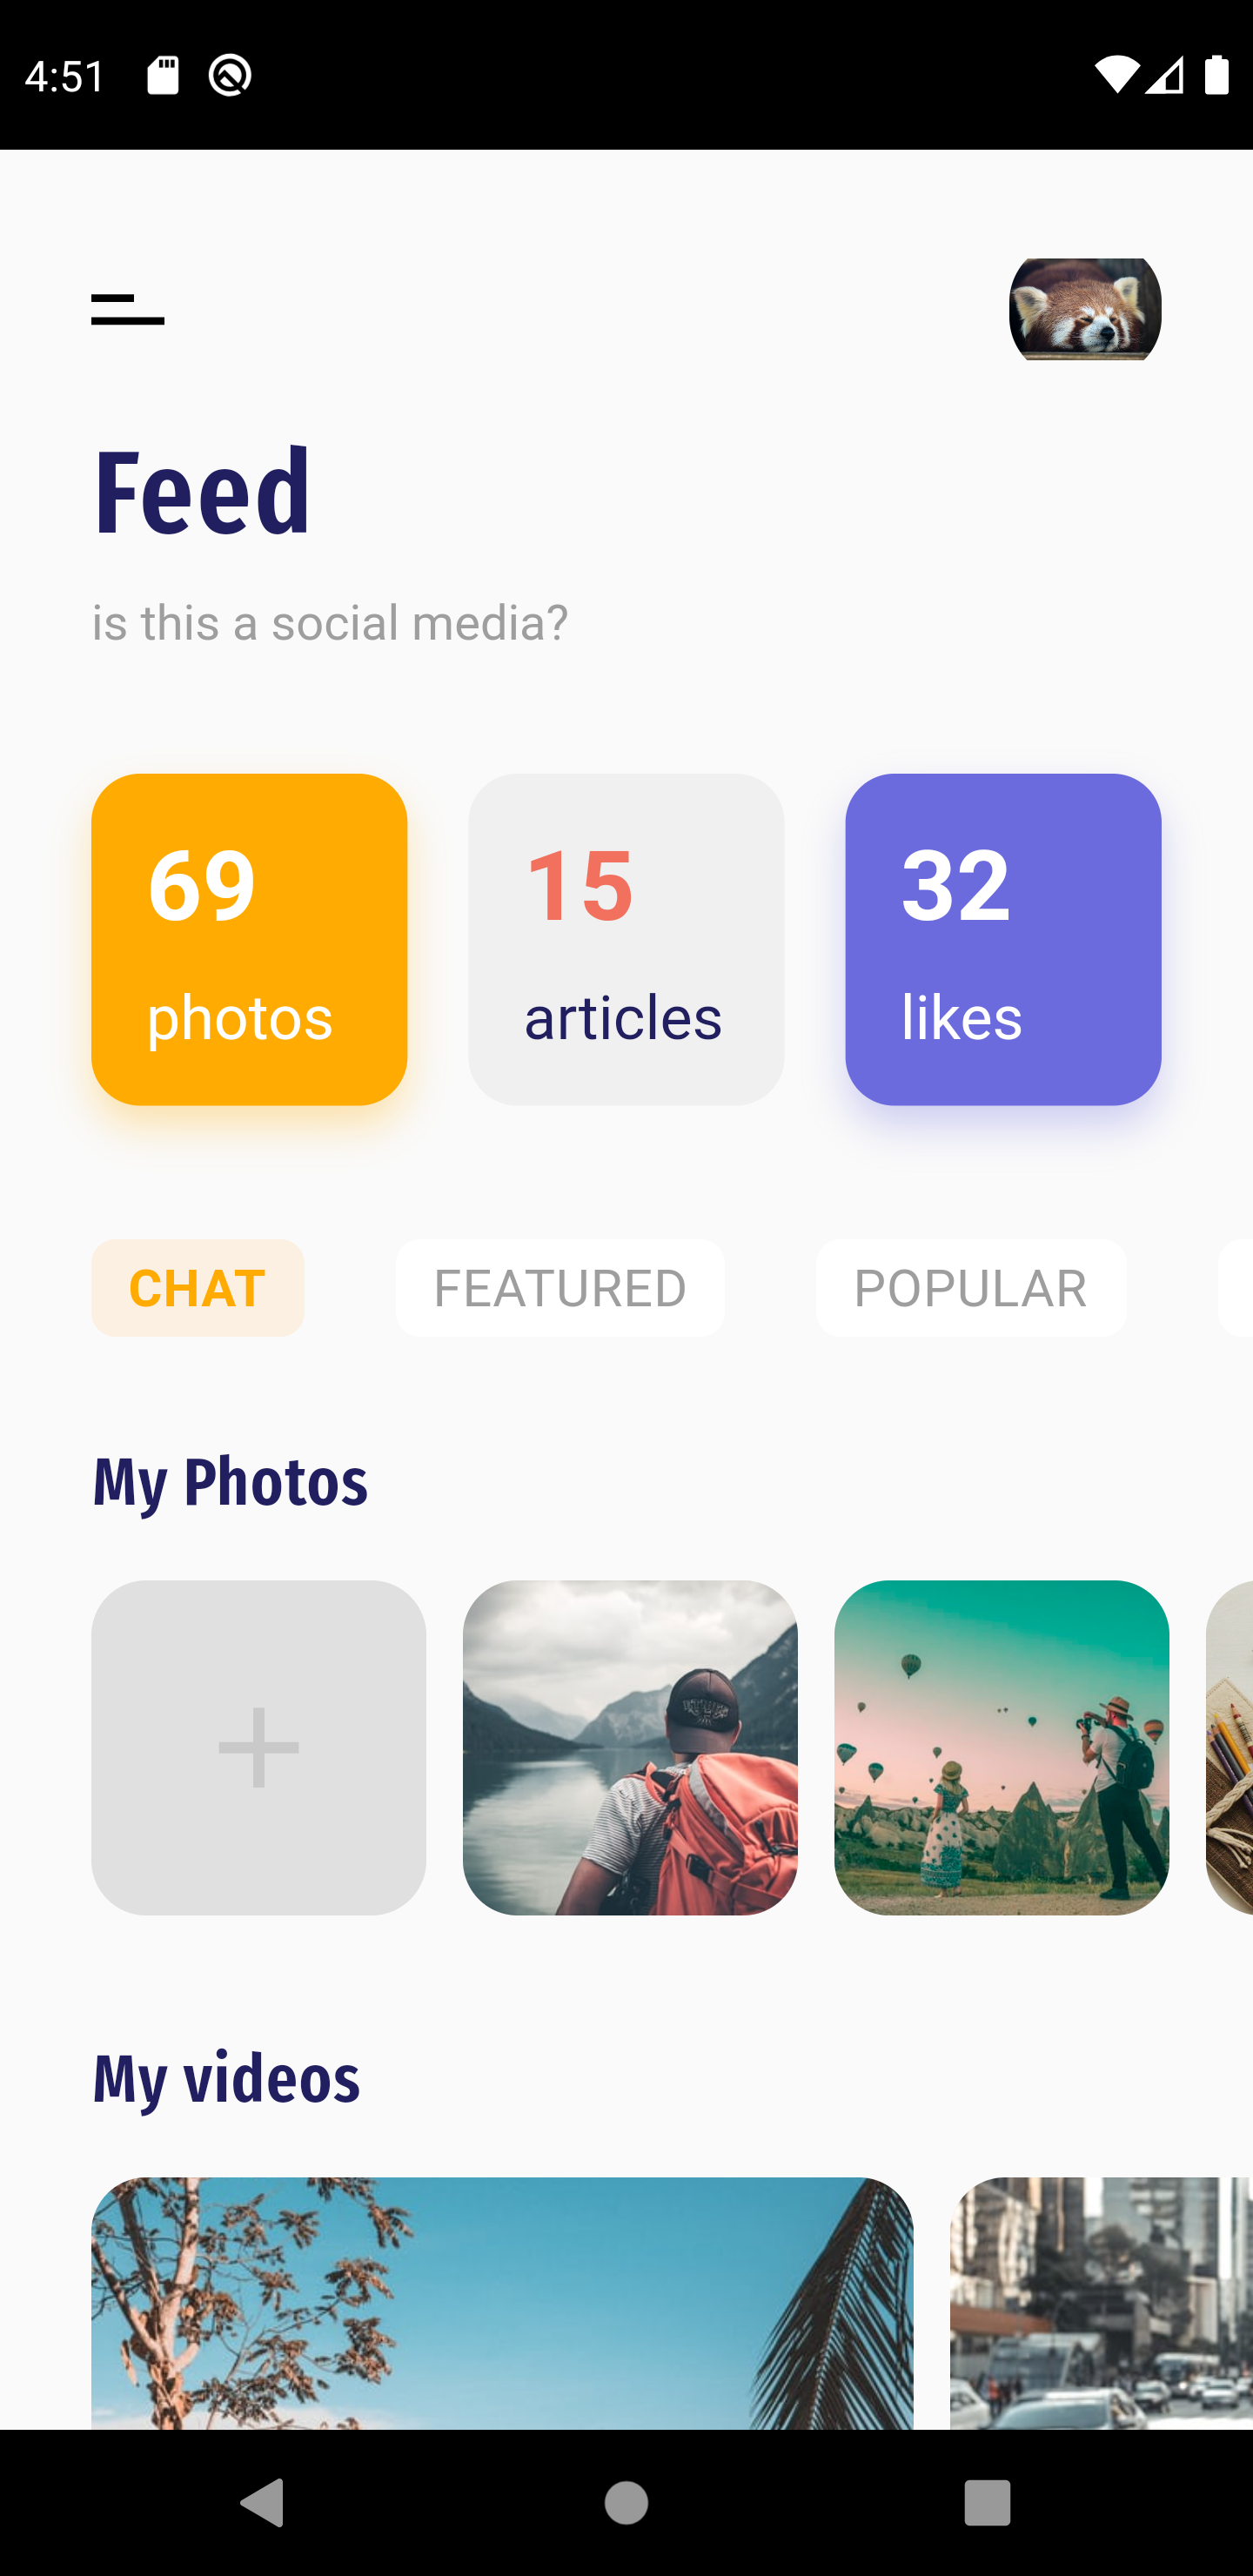 4:51
Feed
is this a social media?
69
15
32
photos
articles
likes
CHAT
FEATURED
POPULAR
My Photos
My videos